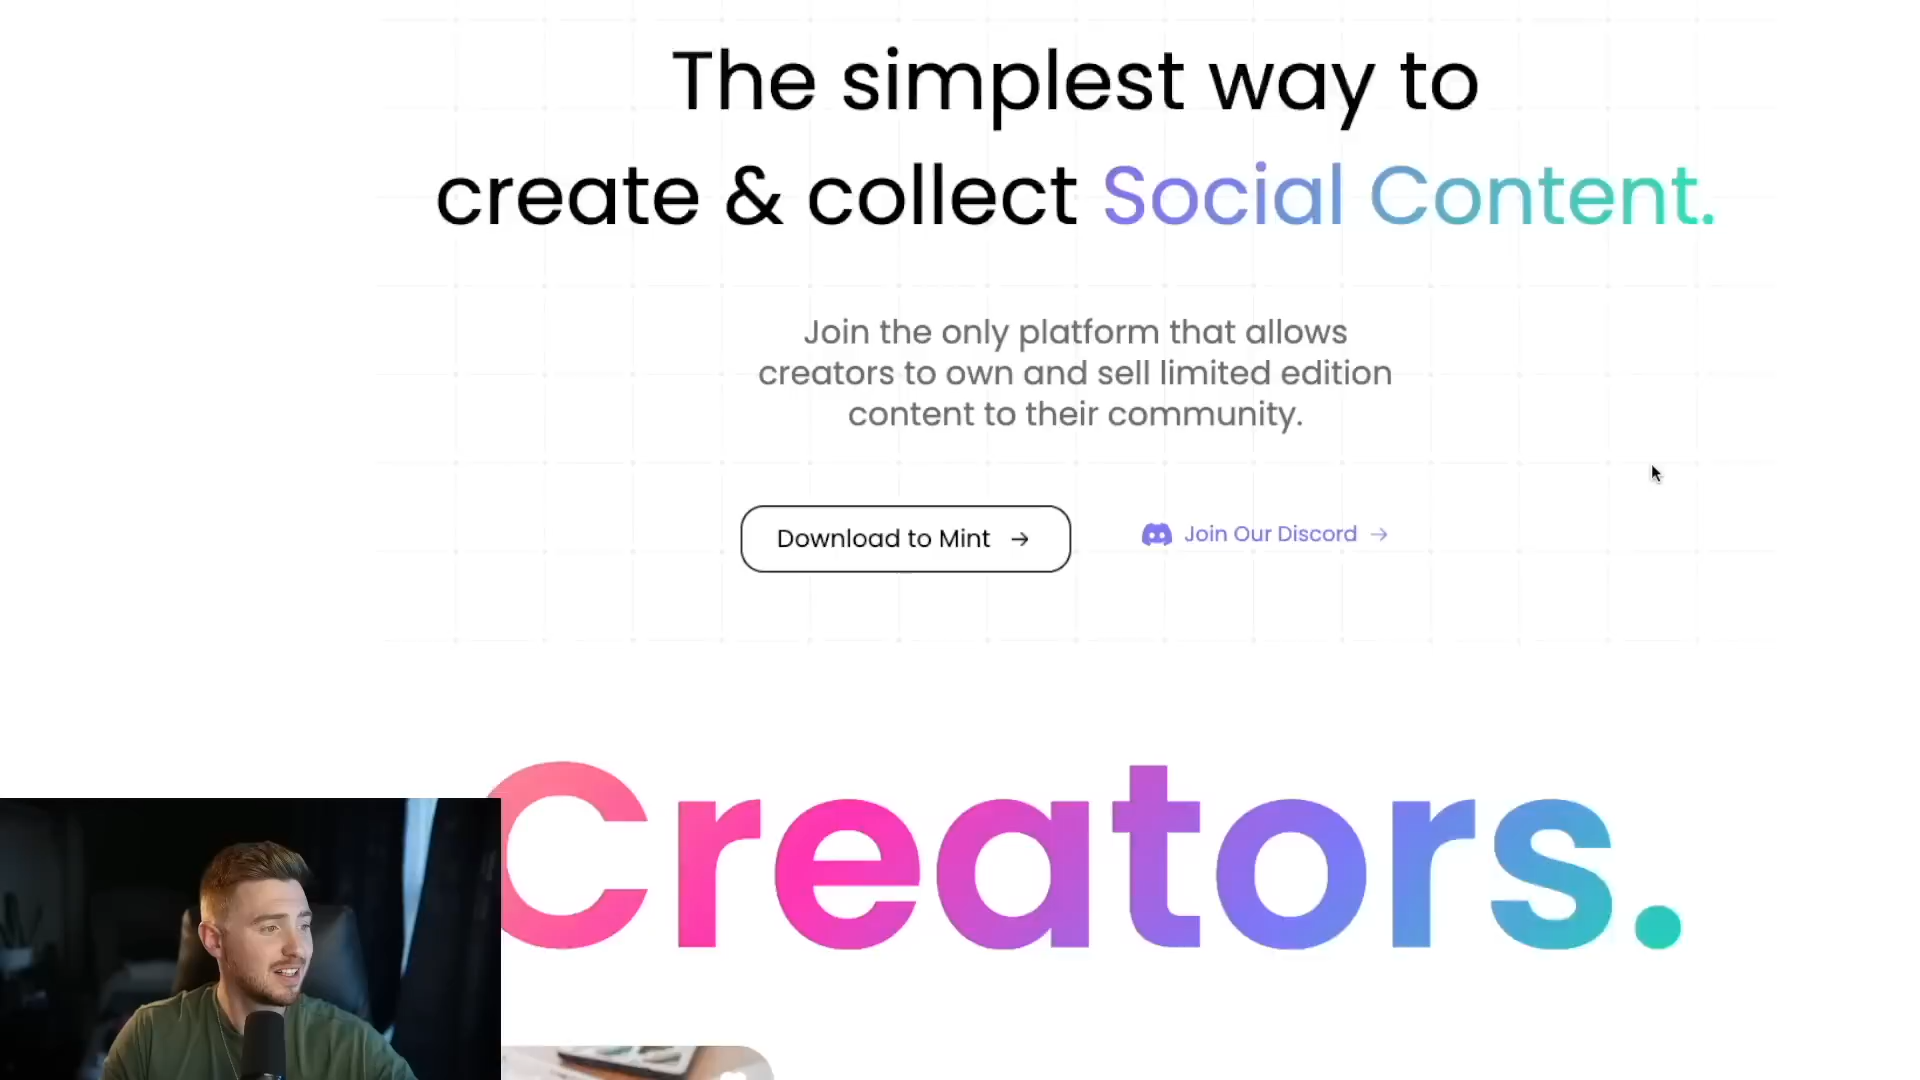 The simplest way to
create & collect Social Content.
Join the only platform that allows
creators to own and sell limited edition
content to their community.
Download to Mint →
Join Our Discord →
Creators.